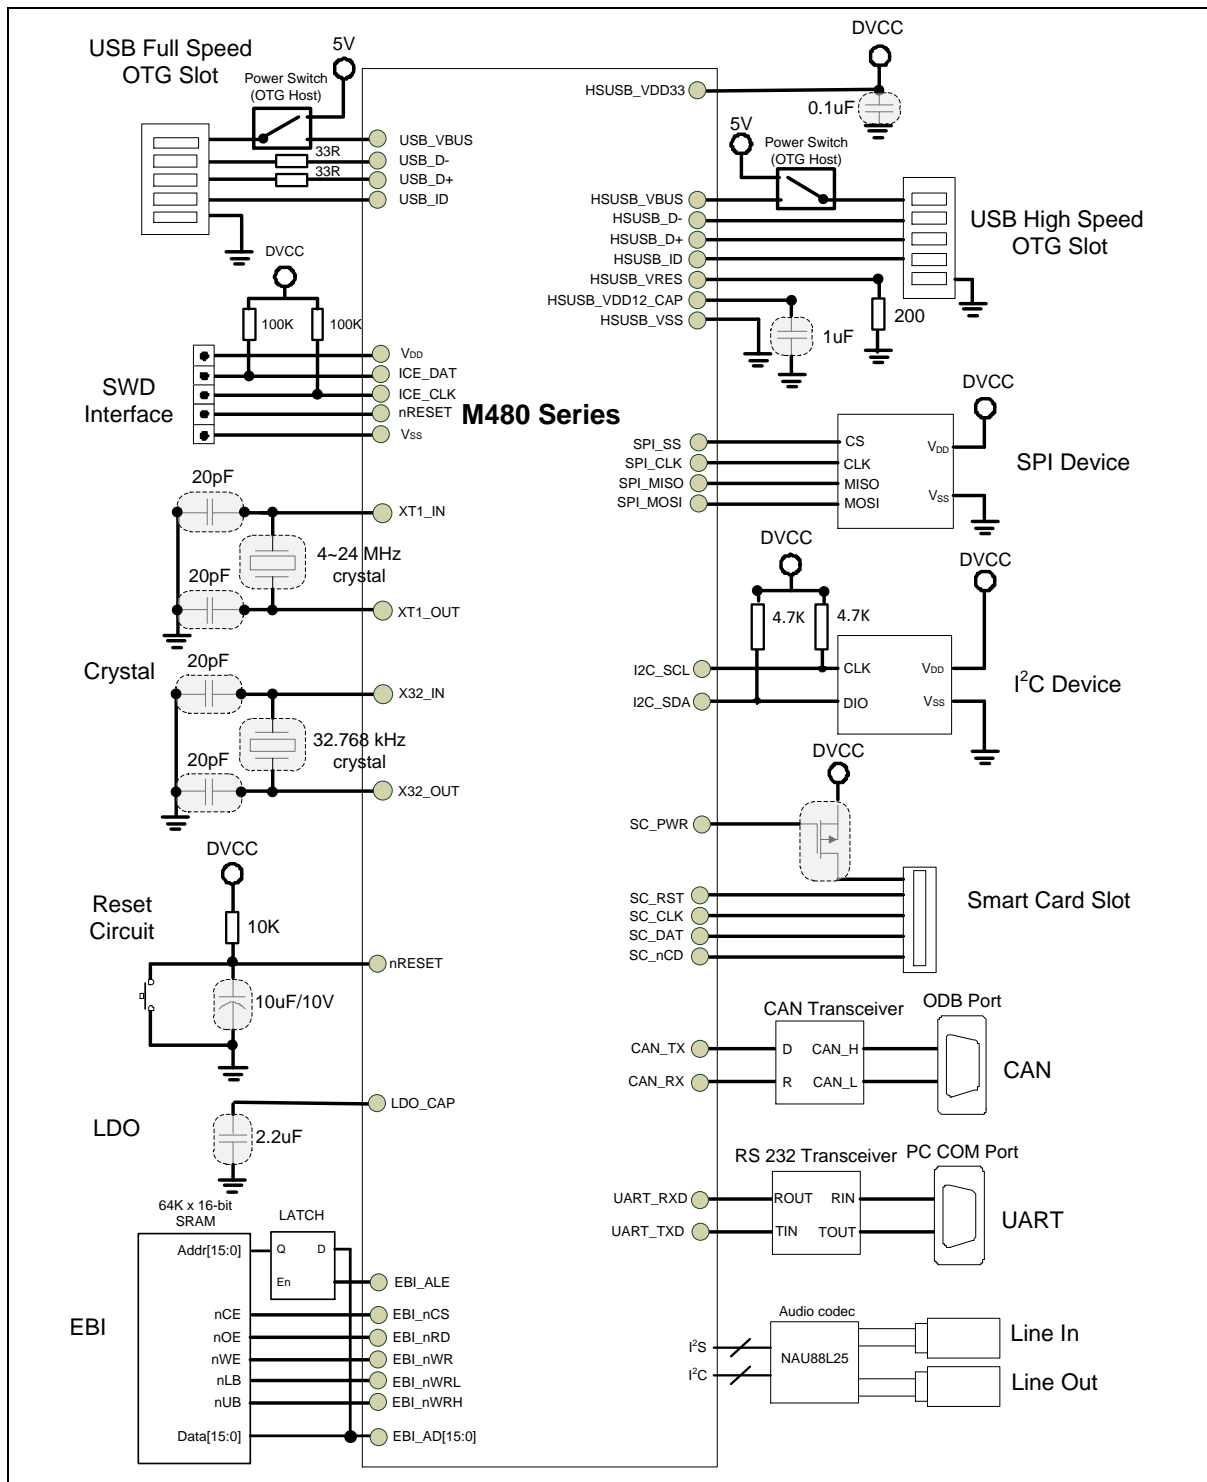 USB Full Speed
OTG Slot
5V
Power Switch
(OTG Host)
USB_VBUS
33R
USB_D-
33R
USB_D+
USB_ID
DVCC
100K
100K
VDD
ICE_DAT
ICE_CLK
nRESET
VSS
SWD
Interface
M480 Series
20pF
XT1_IN
4~24 MHz
crystal
20pF
XT1_OUT
Crystal
20pF
X32_IN
32.768 kHz
crystal
20pF
X32_OUT
DVCC
Reset
Circuit
10K
nRESET
10uF/10V
LDO
LDO_CAP
2.2uF
64K x 16-bit
SRAM
LATCH
Addr[15:0]
Q
D
En
EBI_ALE
EBI
nCE
EBI_nCS
nOE
EBI_nRD
nWE
EBI_nWR
nLB
EBI_nWRL
nUB
EBI_nWRH
Data[15:0]
EBI_AD[15:0]
DVCC
HSUSB_VDD33
0.1uF
5V
Power Switch
(OTG Host)
HSUSB_VBUS
HSUSB_D-
HSUSB_D+
HSUSB_ID
HSUSB_VRES
HSUSB_VDD12_CAP
HSUSB_VSS
USB High Speed
OTG Slot
200
1uF
DVCC
SPI_SS
CS
VDD
SPI_CLK
CLK
SPI_MISO
MISO
VSS
SPI_MOSI
MOSI
SPI Device
DVCC
DVCC
4.7K
4.7K
I2C_SCL
CLK
VDD
I2C_SDA
DIO
VSS
I²C Device
DVCC
SC_PWR
SC_RST
SC_CLK
SC_DAT
SC_nCD
Smart Card Slot
CAN Transceiver
ODB Port
CAN_TX
D
CAN_H
CAN_RX
R
CAN_L
CAN
RS 232 Transceiver
PC COM Port
UART_RXD
ROUT
RIN
UART_TXD
TIN
TOUT
UART
Audio codec
I²S
NAU88L25
I²C
Line In
Line Out